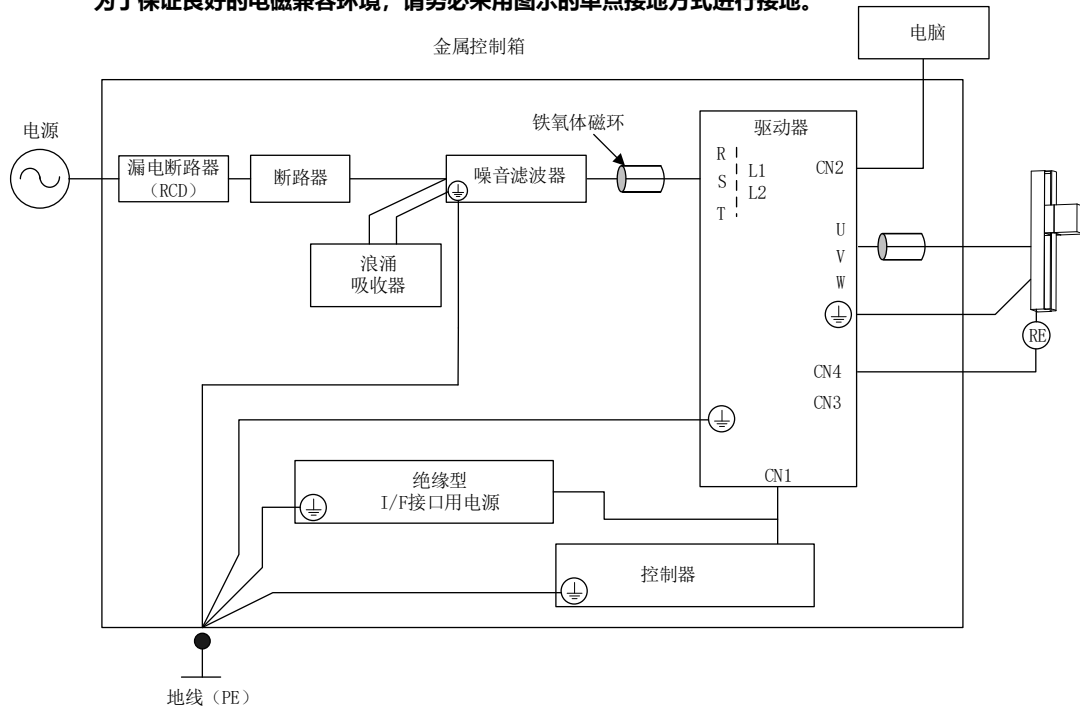 为了保证良好的电磁兼容环境，请务必采用图示的单点接地方式进行接地。
电脑
金属控制箱
电源
铁氧体磁环
驱动器
漏电断路器
（RCD）
断路器
噪音滤波器
R
S
T
L1
L2
CN2
浪涌
吸收器
U
V
W
RE
CN4
CN3
绝缘型
I/F接口用电源
CN1
控制器
地线（PE）